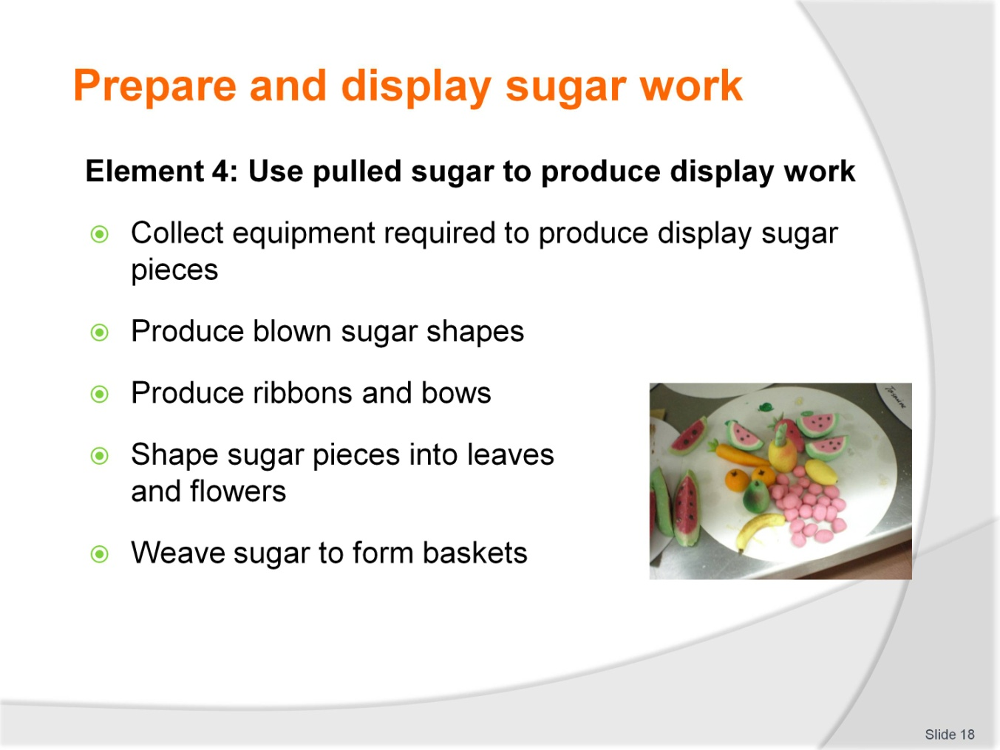 Prepare and display sugar work
Element 4: Use pulled sugar to produce display work
Collect equipment required to produce display sugar
pieces
Produce blown sugar shapes
Produce ribbons and bows
Shape sugar pieces into leaves
and flowers
Weave sugar to form baskets
Jasmine
Slide 18